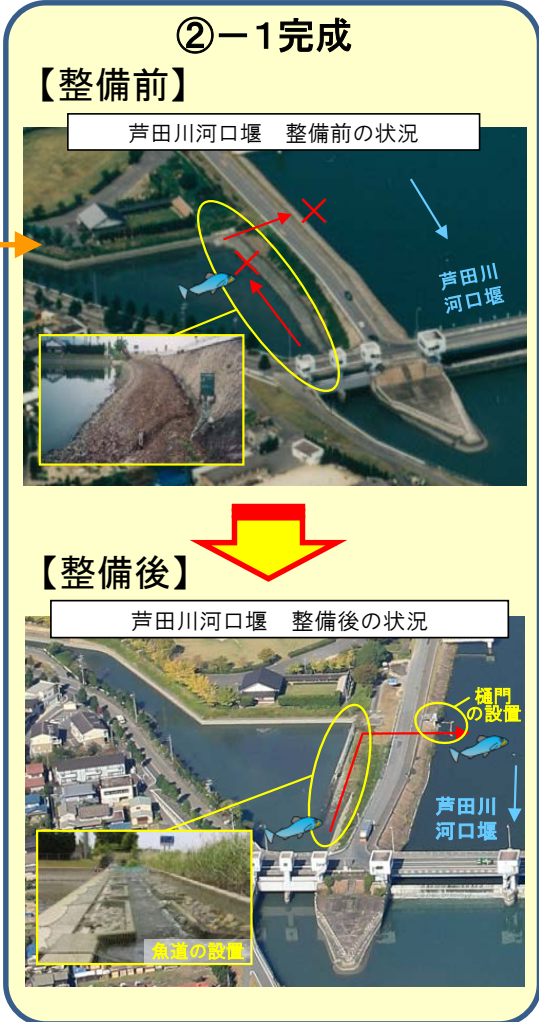 ②－1完成
【整備前】
芦田川河口堰　整備前の状況
芦田川
河口堰
【整備後】
芦田川河口堰　整備後の状況
樋門
の設置
芦田川
河口堰
魚道の設置